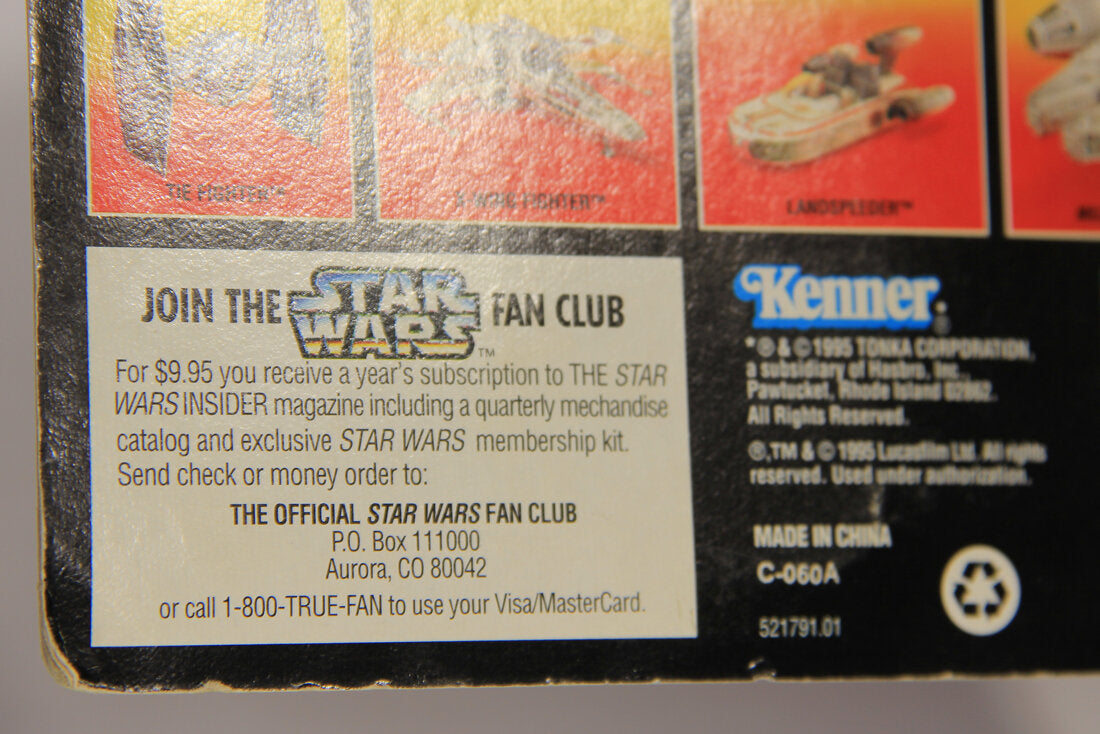 TIE FIGHTER™
X-WING FIGHTER™
LANDSPEEDER™
JOIN THE STAR WARS™ FAN CLUB
For $9.95 you receive a year's subscription to THE STAR
WARS INSIDER magazine including a quarterly mechandise
catalog and exclusive STAR WARS membership kit.
Send check or money order to:
THE OFFICIAL STAR WARS FAN CLUB
P.O. Box 111000
Aurora, CO 80042
or call 1-800-TRUE-FAN to use your Visa/MasterCard.
Kenner®
*® & © 1995 TONKA CORPORATION,
a subsidiary of Hasbro, Inc.,
Pawtucket, Rhode Island 02862.
All Rights Reserved.
®,TM & © 1995 Lucasfilm Ltd. All rights
reserved. Used under authorization.
MADE IN CHINA
C-060A
521791.01